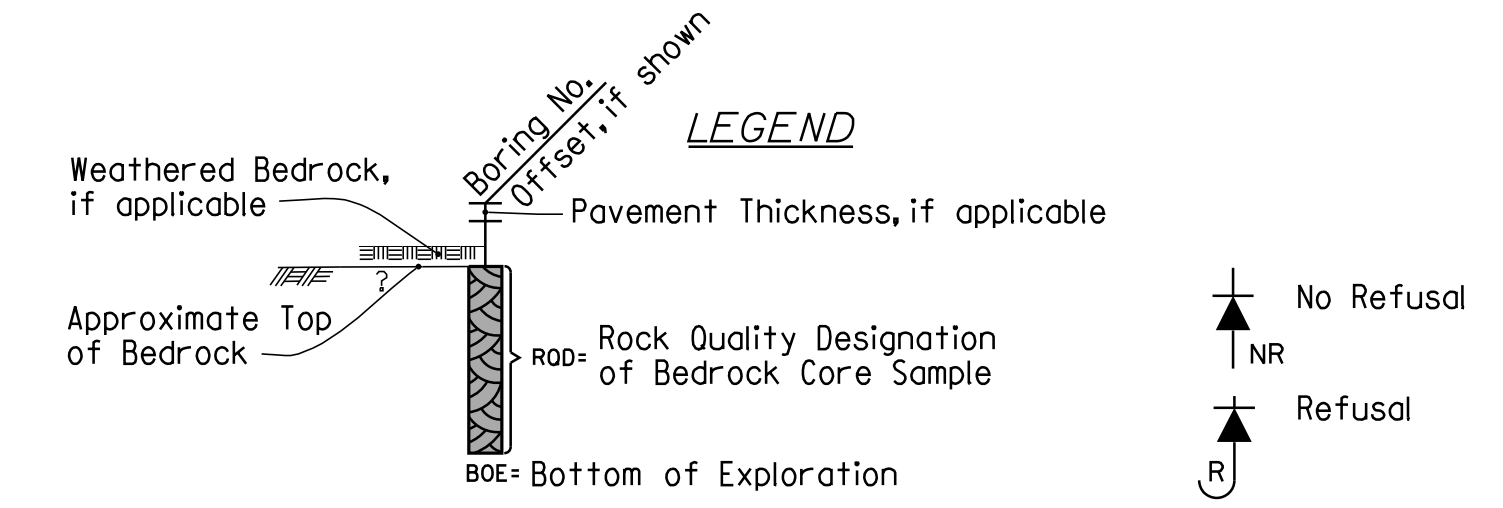 Boring No.
Offset, if shown
LEGEND
Weathered Bedrock,
if applicable
Pavement Thickness, if applicable
?
Approximate Top
of Bedrock
RQD= Rock Quality Designation
of Bedrock Core Sample
BOE= Bottom of Exploration
No Refusal
NR
Refusal
R